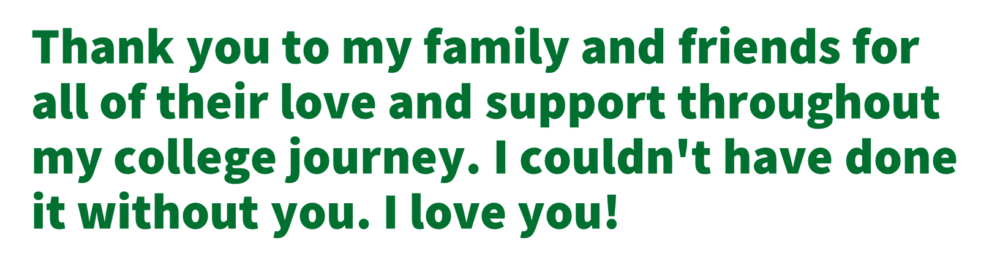 Thank you to my family and friends for
all of their love and support throughout
my college journey. I couldn't have done
it without you. I love you!